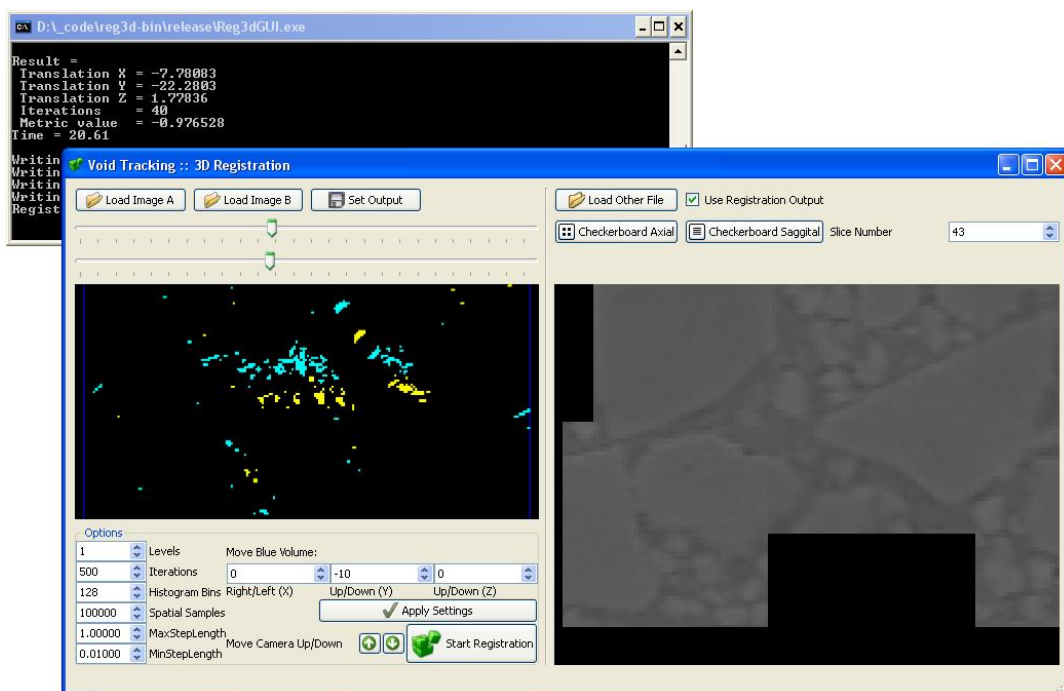 D:\_code\reg3d-bin\release\Reg3dGUI.exe
Result =
Translation X = -7.78083
Translation Y = -22.2803
Translation Z = 1.77836
Iterations = 40
Metric value = -0.976528
Time = 20.61
Writin
Writin
Writin
Writin
Regist
Void Tracking :: 3D Registration
Load Image A Load Image B Set Output
Load Other File Use Registration Output
Checkerboard Axial Checkerboard Saggital Slice Number 43
Options
1 Levels Move Blue Volume:
500 Iterations 0 -10 0
128 Histogram Bins Right/Left (X) Up/Down (Y) Up/Down (Z)
100000 Spatial Samples Apply Settings
1.00000 MaxStepLength
Move Camera Up/Down Start Registration
0.01000 MinStepLength